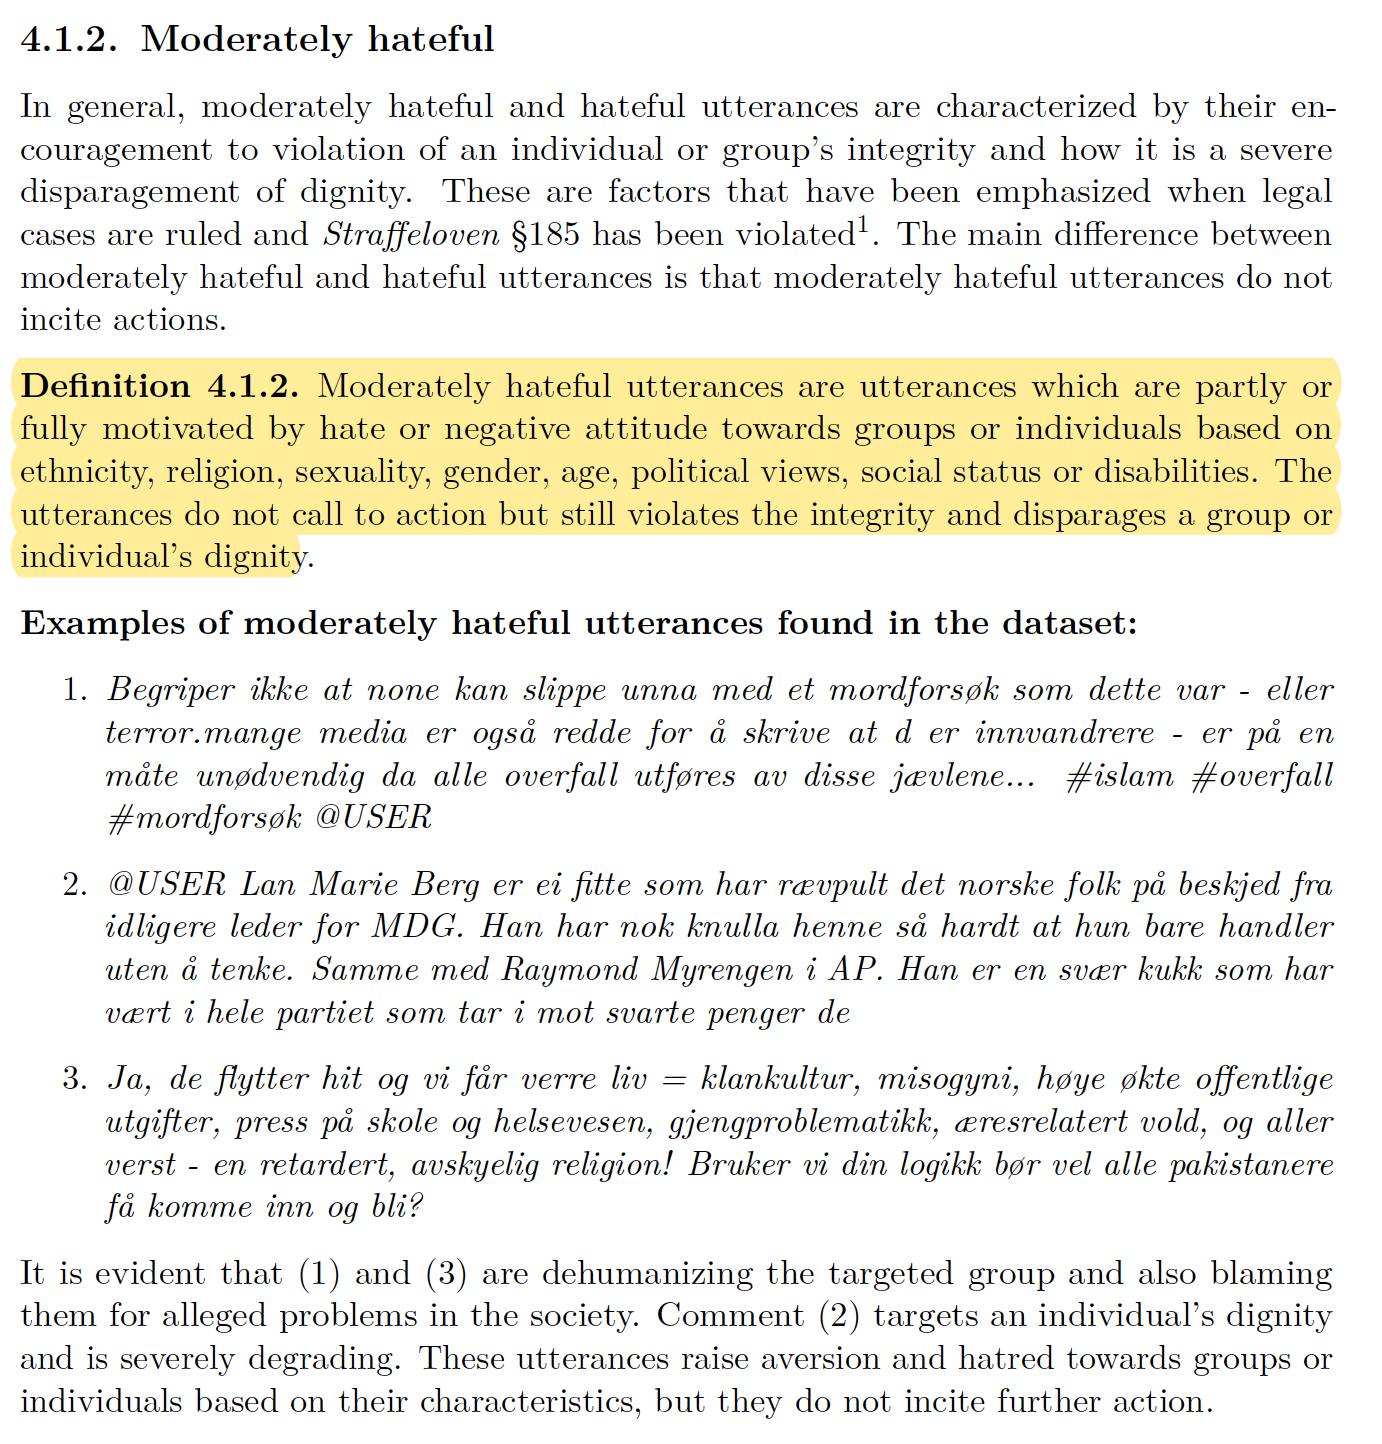 4.1.2. Moderately hateful
In general, moderately hateful and hateful utterances are characterized by their en-
couragement to violation of an individual or group's integrity and how it is a severe
disparagement of dignity. These are factors that have been emphasized when legal
cases are ruled and Straffeloven §185 has been violated¹. The main difference between
moderately hateful and hateful utterances is that moderately hateful utterances do not
incite actions.
Definition 4.1.2. Moderately hateful utterances are utterances which are partly or
fully motivated by hate or negative attitude towards groups or individuals based on
ethnicity, religion, sexuality, gender, age, political views, social status or disabilities. The
utterances do not call to action but still violates the integrity and disparages a group or
individual's dignity.
Examples of moderately hateful utterances found in the dataset:
1. Begriper ikke at none kan slippe unna med et mordforsøk som dette var - eller
terror.mange media er også redde for å skrive at d er innvandrere - er på en
måte unødvendig da alle overfall utføres av disse jævlene... #islam #overfall
#mordforsøk @USER
2. @USER Lan Marie Berg er ei fitte som har rævpult det norske folk på beskjed fra
idligere leder for MDG. Han har nok knulla henne så hardt at hun bare handler
uten å tenke. Samme med Raymond Myrengen i AP. Han er en svær kukk som har
vært i hele partiet som tar i mot svarte penger de
3. Ja, de flytter hit og vi får verre liv = klankultur, misogyni, høye økte offentlige
utgifter, press på skole og helsevesen, gjengproblematikk, æresrelatert vold, og aller
verst - en retardert, avskyelig religion! Bruker vi din logikk bør vel alle pakistanere
få komme inn og bli?
It is evident that (1) and (3) are dehumanizing the targeted group and also blaming
them for alleged problems in the society. Comment (2) targets an individual's dignity
and is severely degrading. These utterances raise aversion and hatred towards groups or
individuals based on their characteristics, but they do not incite further action.